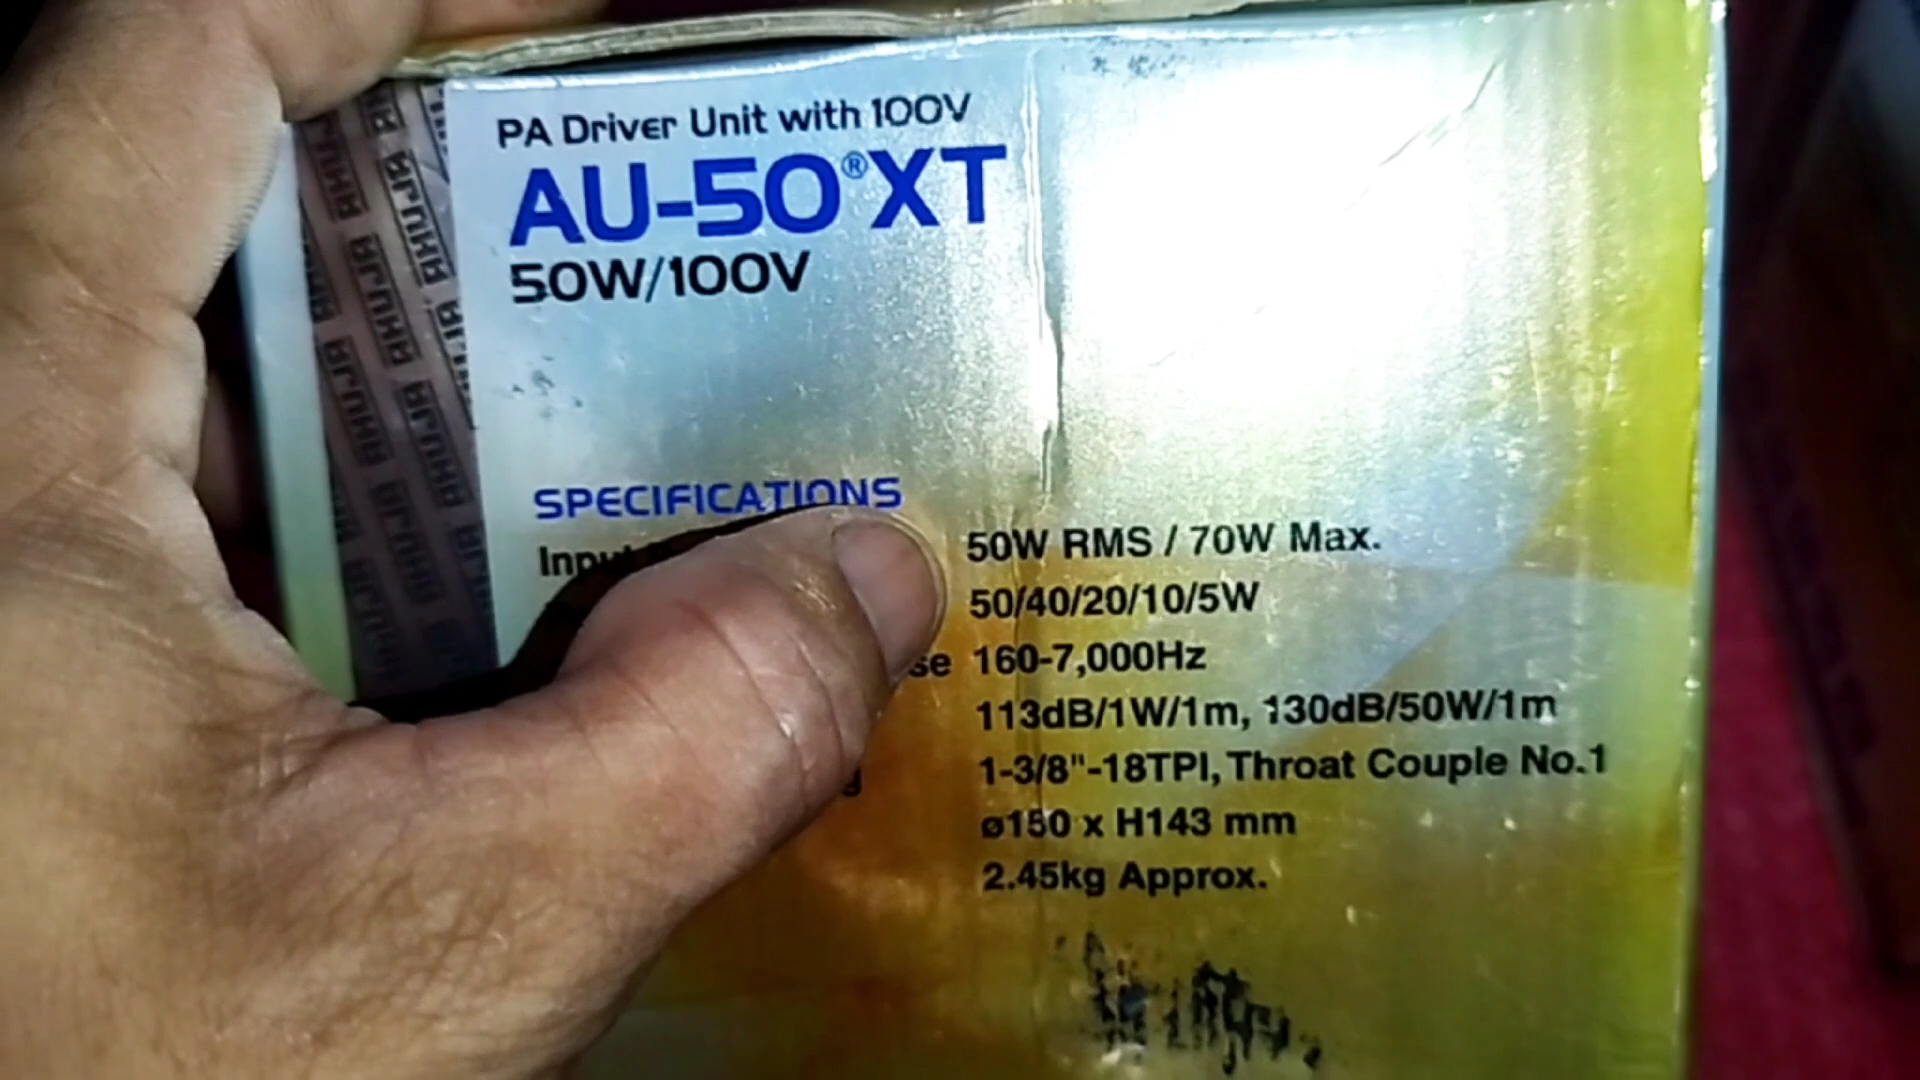 PA Driver Unit with 100V
AU-50®XT
50W/100V
SPECIFICATIONS
50W RMS / 70W Max.
50/40/20/10/5W
160-7,000Hz
113dB/1W/1m, 130dB/50W/1m
1-3/8"-18TPI, Throat Couple No.1
ø150 x H143 mm
2.45kg Approx.